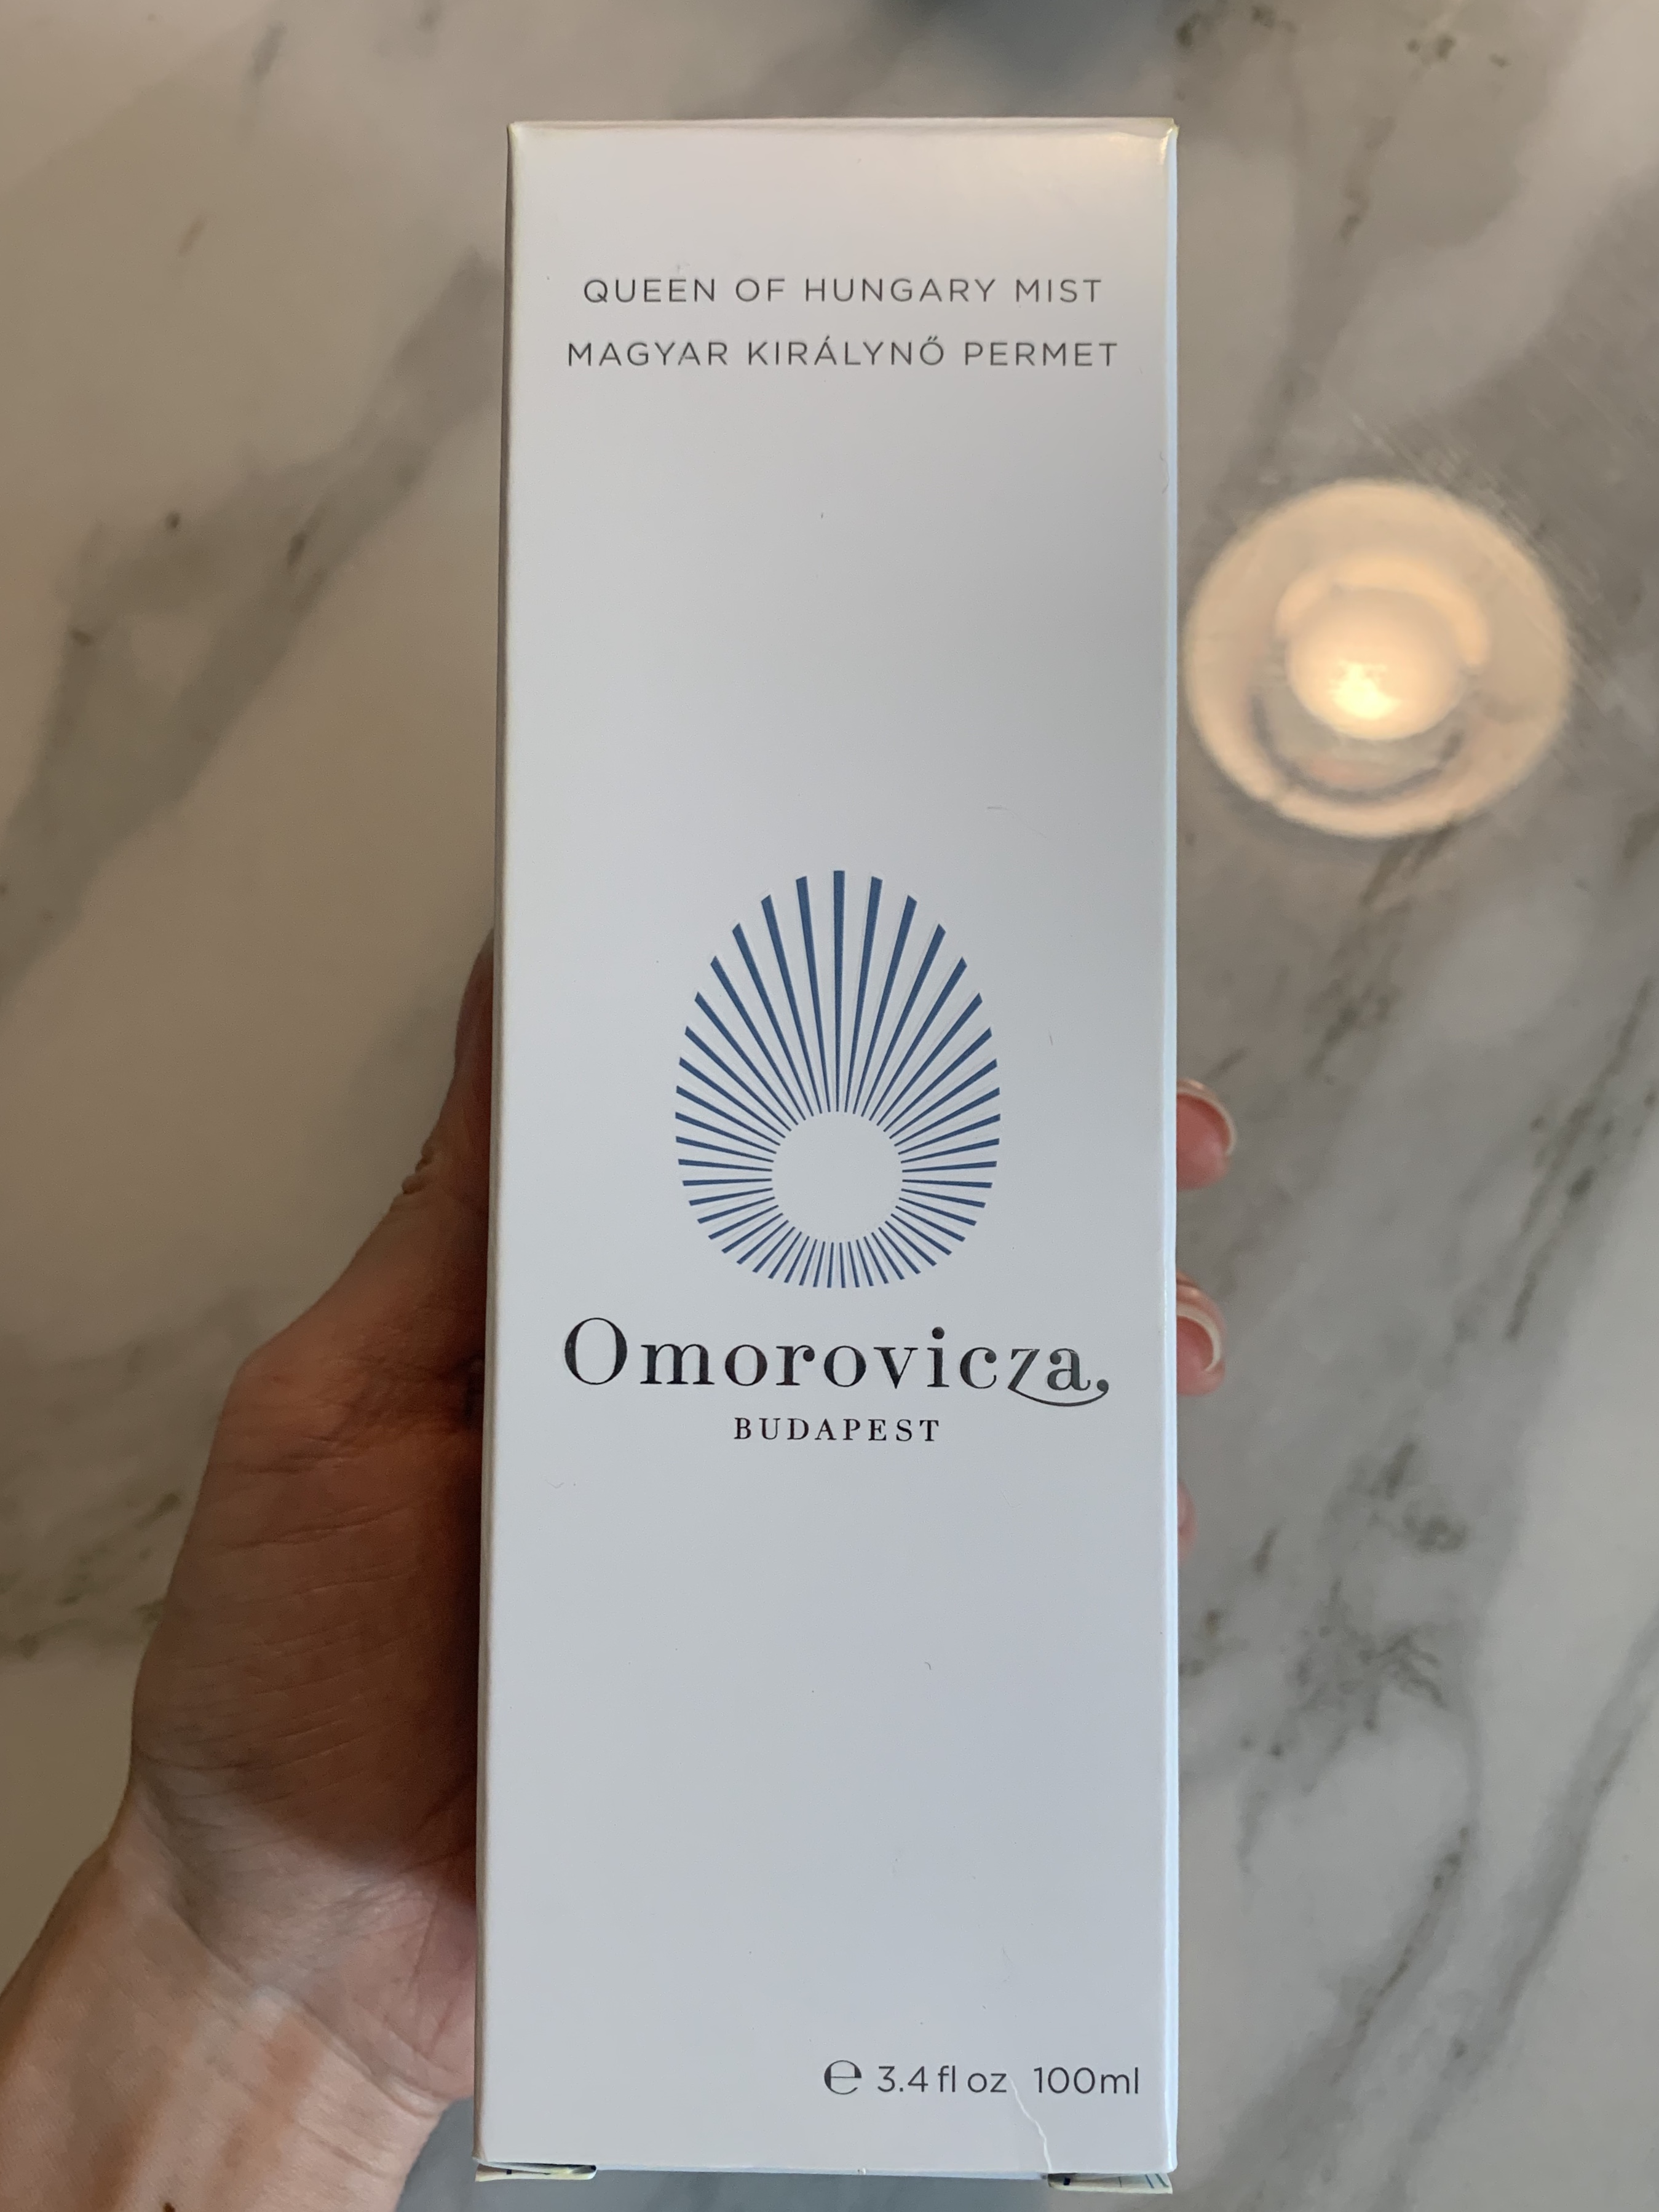 QUEEN OF HUNGARY MIST
MAGYAR KIRÁLYNŐ PERMET
Omorovicza
BUDAPEST
℮ 3.4 fl oz 100ml